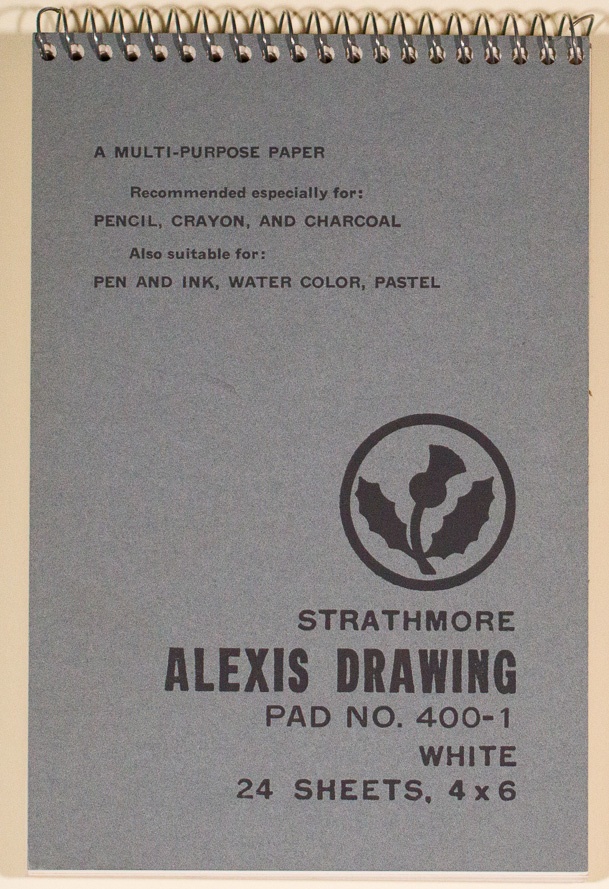 A MULTI-PURPOSE PAPER
Recommended especially for:
PENCIL, CRAYON, AND CHARCOAL
Also suitable for:
PEN AND INK, WATER COLOR, PASTEL
STRATHMORE
ALEXIS DRAWING
PAD NO. 400-1
WHITE
24 SHEETS, 4 x 6